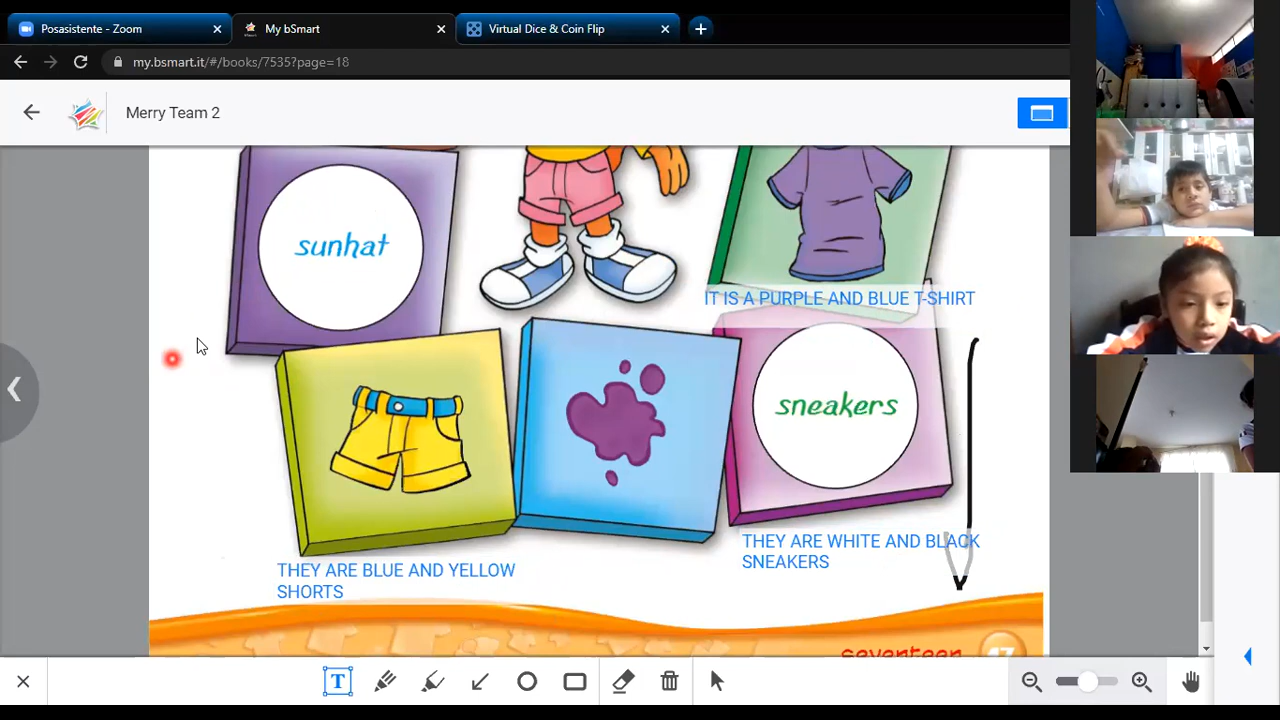 Posasistente - Zoom
My bSmart
Virtual Dice & Coin Flip
my.bsmart.it/#/books/7535?page=18
Merry Team 2
sunhat
IT IS A PURPLE AND BLUE T-SHIRT
sneakers
THEY ARE WHITE AND BLACK
SNEAKERS
THEY ARE BLUE AND YELLOW
SHORTS
seventeen
17
T